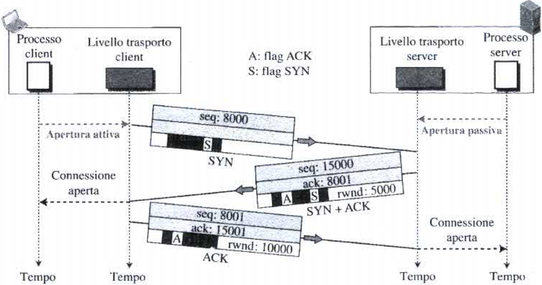 Processo client
Livello trasporto client
A: flag ACK
S: flag SYN
Livello trasporto server
Processo server
Apertura attiva
Apertura passiva
seq: 8000
S
SYN
seq: 15000
ack: 8001
A S rwnd: 5000
SYN + ACK
Connessione aperta
seq: 8001
ack: 15001
A rwnd: 10000
ACK
Connessione aperta
Tempo
Tempo
Tempo
Tempo